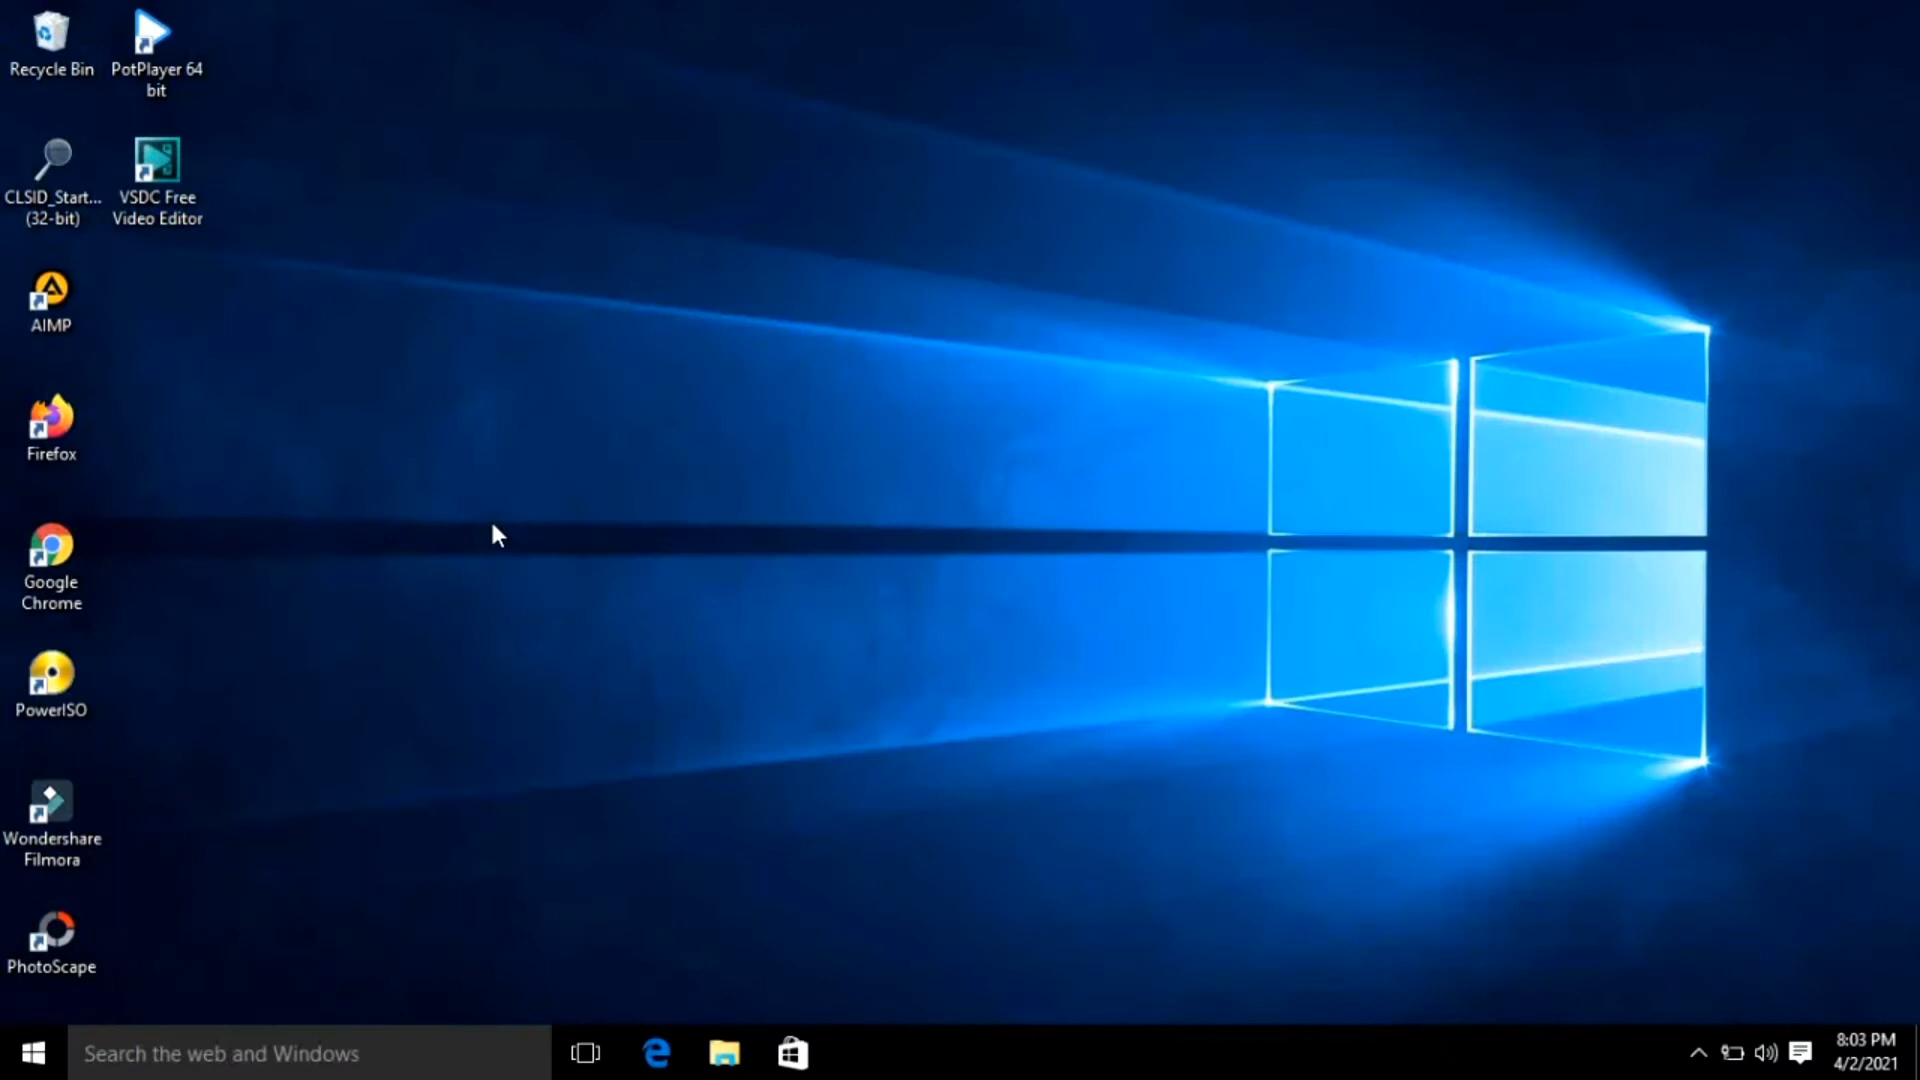 Recycle Bin
PotPlayer 64
bit
CLSID_Start...
(32-bit)
VSDC Free
Video Editor
AIMP
Firefox
Google
Chrome
PowerISO
Wondershare
Filmora
PhotoScape
Search the web and Windows
8:03 PM
4/2/2021